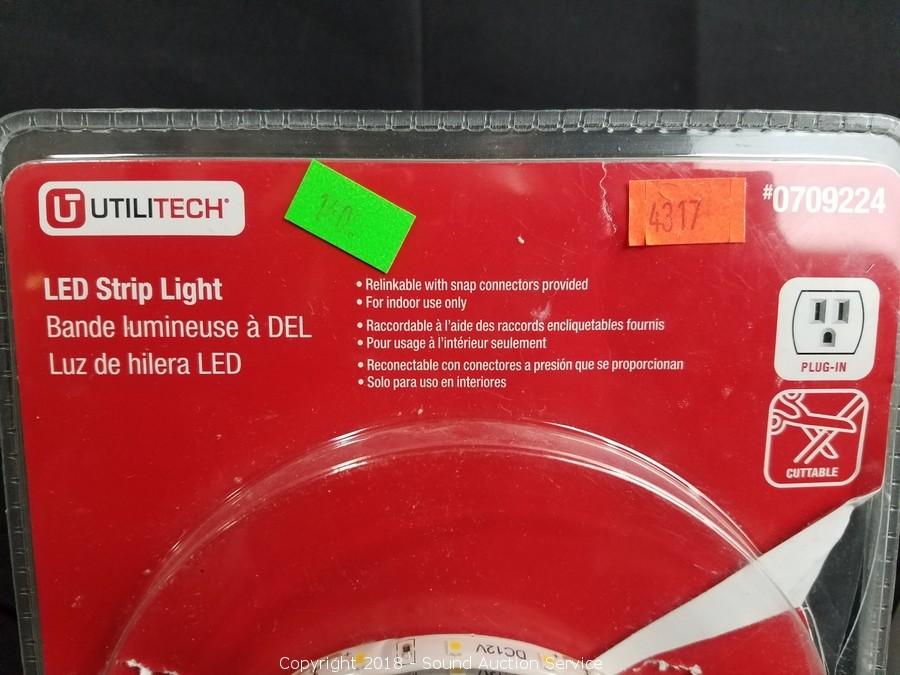 UTILITECH®
4317
#0709224
LED Strip Light
Bande lumineuse à DEL
Luz de hilera LED
• Relinkable with snap connectors provided
• For indoor use only
• Raccordable à l'aide des raccords encliquetables fournis
• Pour usage à l'intérieur seulement
• Reconectable con conectores a presión que se proporcionan
• Solo para uso en interiores
PLUG-IN
CUTTABLE
DC12V
Copyright 2018 - Sound Auction Service